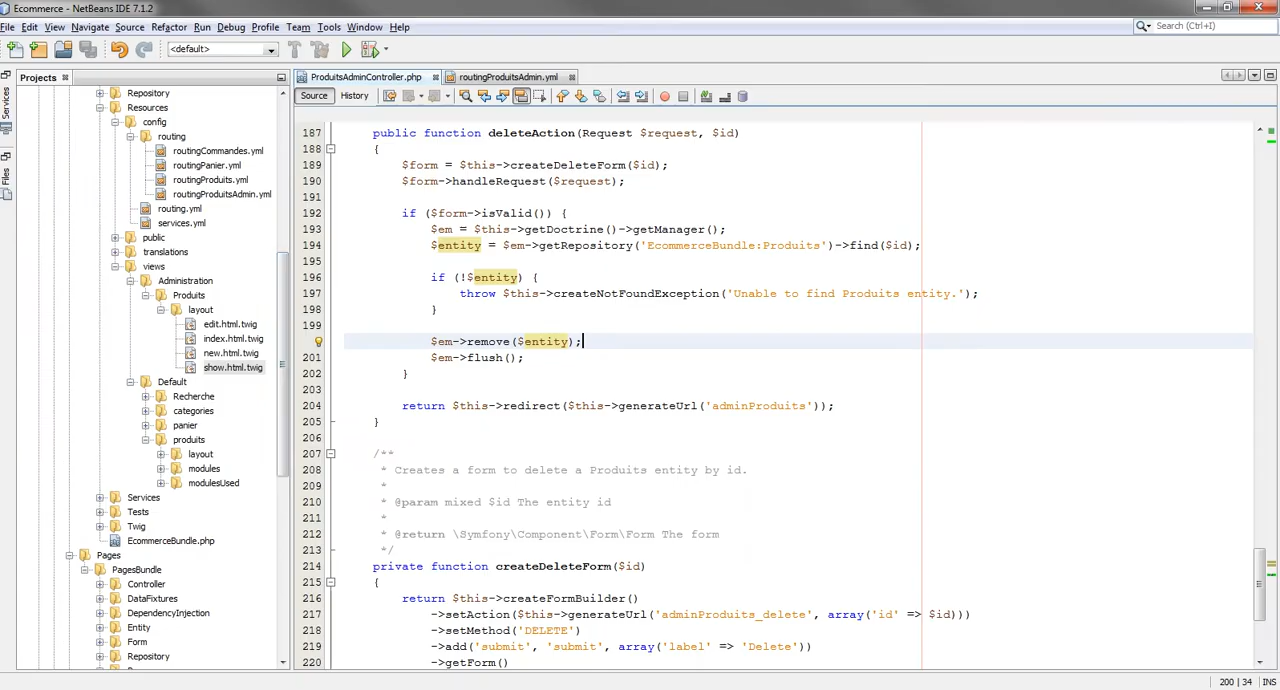 Ecommerce - NetBeans IDE 7.1.2
File Edit View Navigate Source Refactor Run Debug Profile Team Tools Window Help
Search (Ctrl+I)
<default>
Projects
ProduitsAdminController.php
routingProduitsAdmin.yml
Source History
Services
Files
Repository
Resources
config
routing
routingCommandes.yml
routingPanier.yml
routingProduits.yml
routingProduitsAdmin.yml
routing.yml
services.yml
public
translations
views
Administration
Produits
layout
edit.html.twig
index.html.twig
new.html.twig
show.html.twig
Default
Recherche
categories
panier
produits
layout
modules
modulesUsed
Services
Tests
Twig
EcommerceBundle.php
Pages
PagesBundle
Controller
DataFixtures
DependencyInjection
Entity
Form
Repository
187 public function deleteAction(Request $request, $id)
188 {
189 $form = $this->createDeleteForm($id);
190 $form->handleRequest($request);
191
192 if ($form->isValid()) {
193 $em = $this->getDoctrine()->getManager();
194 $entity = $em->getRepository('EcommerceBundle:Produits')->find($id);
195
196 if (!$entity) {
197 throw $this->createNotFoundException('Unable to find Produits entity.');
198 }
199
$em->remove($entity);
201 $em->flush();
202 }
203
204 return $this->redirect($this->generateUrl('adminProduits'));
205 }
206
207 /**
208 * Creates a form to delete a Produits entity by id.
209 *
210 * @param mixed $id The entity id
211 *
212 * @return \Symfony\Component\Form\Form The form
213 */
214 private function createDeleteForm($id)
215 {
216 return $this->createFormBuilder()
217 ->setAction($this->generateUrl('adminProduits_delete', array('id' => $id)))
218 ->setMethod('DELETE')
219 ->add('submit', 'submit', array('label' => 'Delete'))
220 ->getForm()
200 | 34 INS